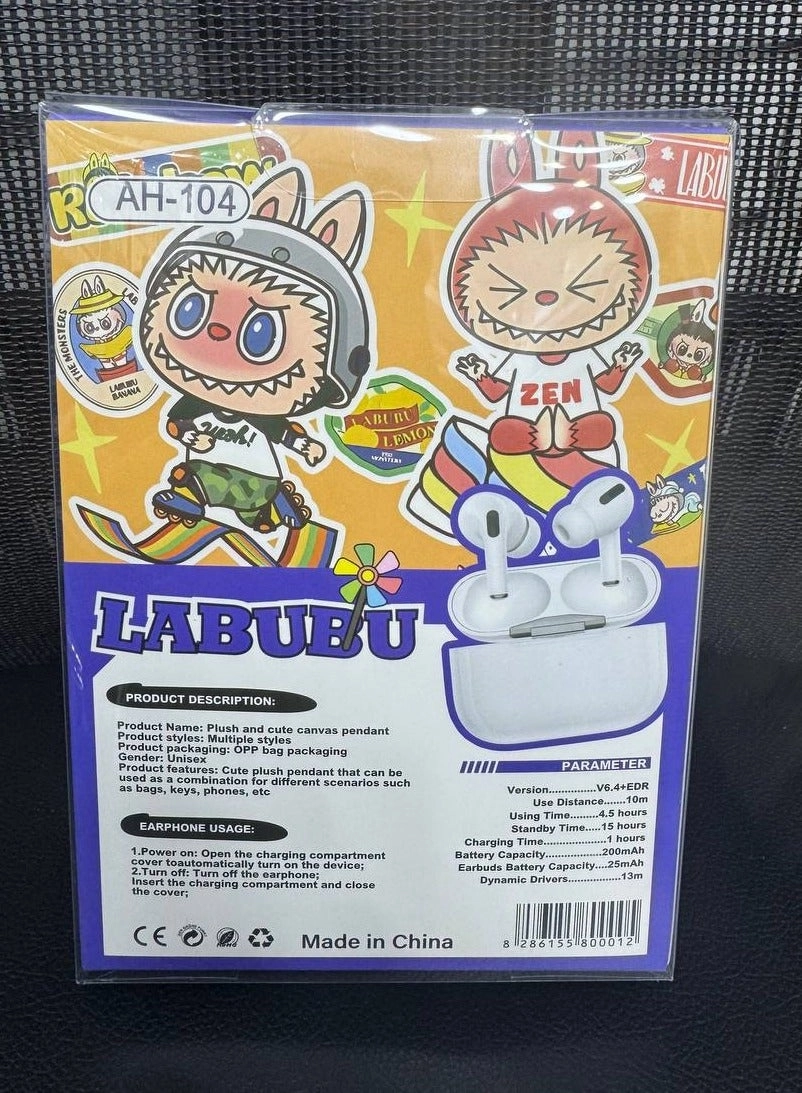 AH-104
LABU
THE MONSTERS
LAB
LABUBU
BANANA
yeah!
ZEN
LABUBU
LEMON
THE MONSTERS
LABUBU
PRODUCT DESCRIPTION:
Product Name: Plush and cute canvas pendant
Product styles: Multiple styles
Product packaging: OPP bag packaging
Gender: Unisex
Product features: Cute plush pendant that can be
used as a combination for different scenarios such
as bags, keys, phones, etc
EARPHONE USAGE:
1.Power on: Open the charging compartment
cover toautomatically turn on the device;
2.Turn off: Turn off the earphone;
Insert the charging compartment and close
the cover;
PARAMETER
Version...............V6.4+EDR
Use Distance.......10m
Using Time.........4.5 hours
Standby Time.....15 hours
Charging Time...................1 hours
Battery Capacity..................200mAh
Earbuds Battery Capacity....25mAh
Dynamic Drivers.................13m
CE
Made in China
8 286155 800012